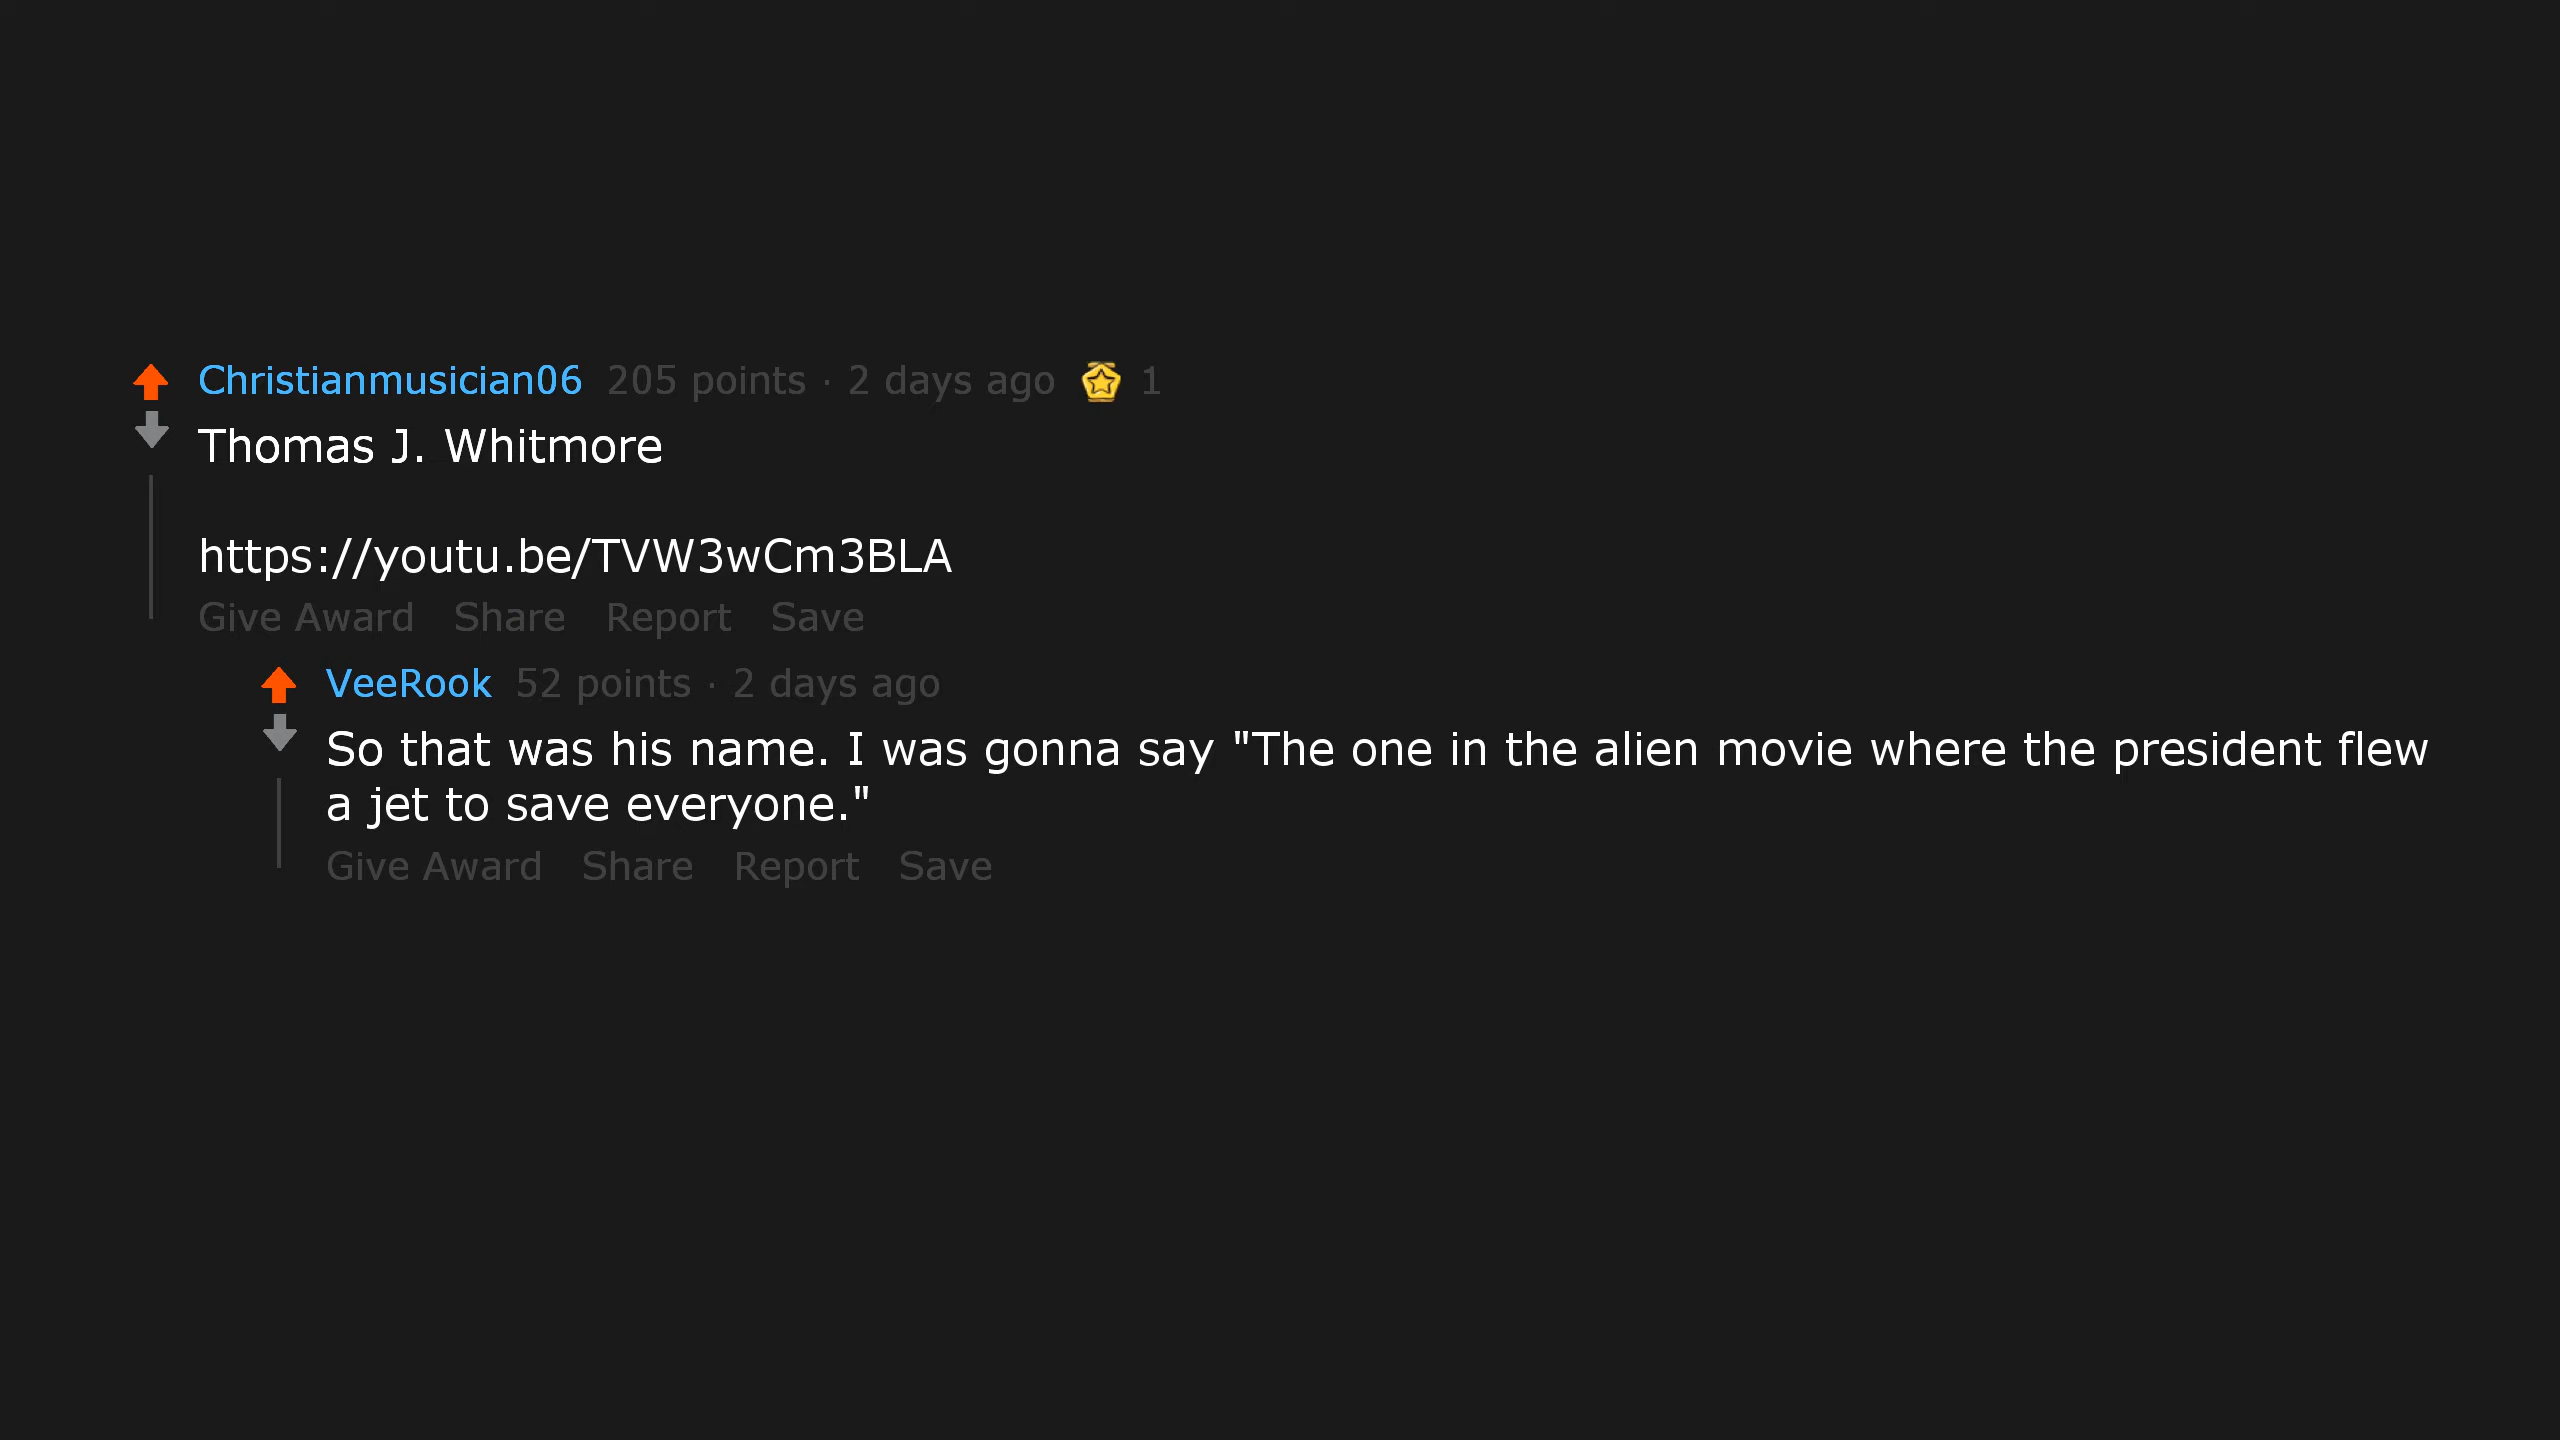 Christianmusician06 205 points · 2 days ago 1
Thomas J. Whitmore
https://youtu.be/TVW3wCm3BLA
Give Award Share Report Save
VeeRook 52 points · 2 days ago
So that was his name. I was gonna say "The one in the alien movie where the president flew
a jet to save everyone."
Give Award Share Report Save